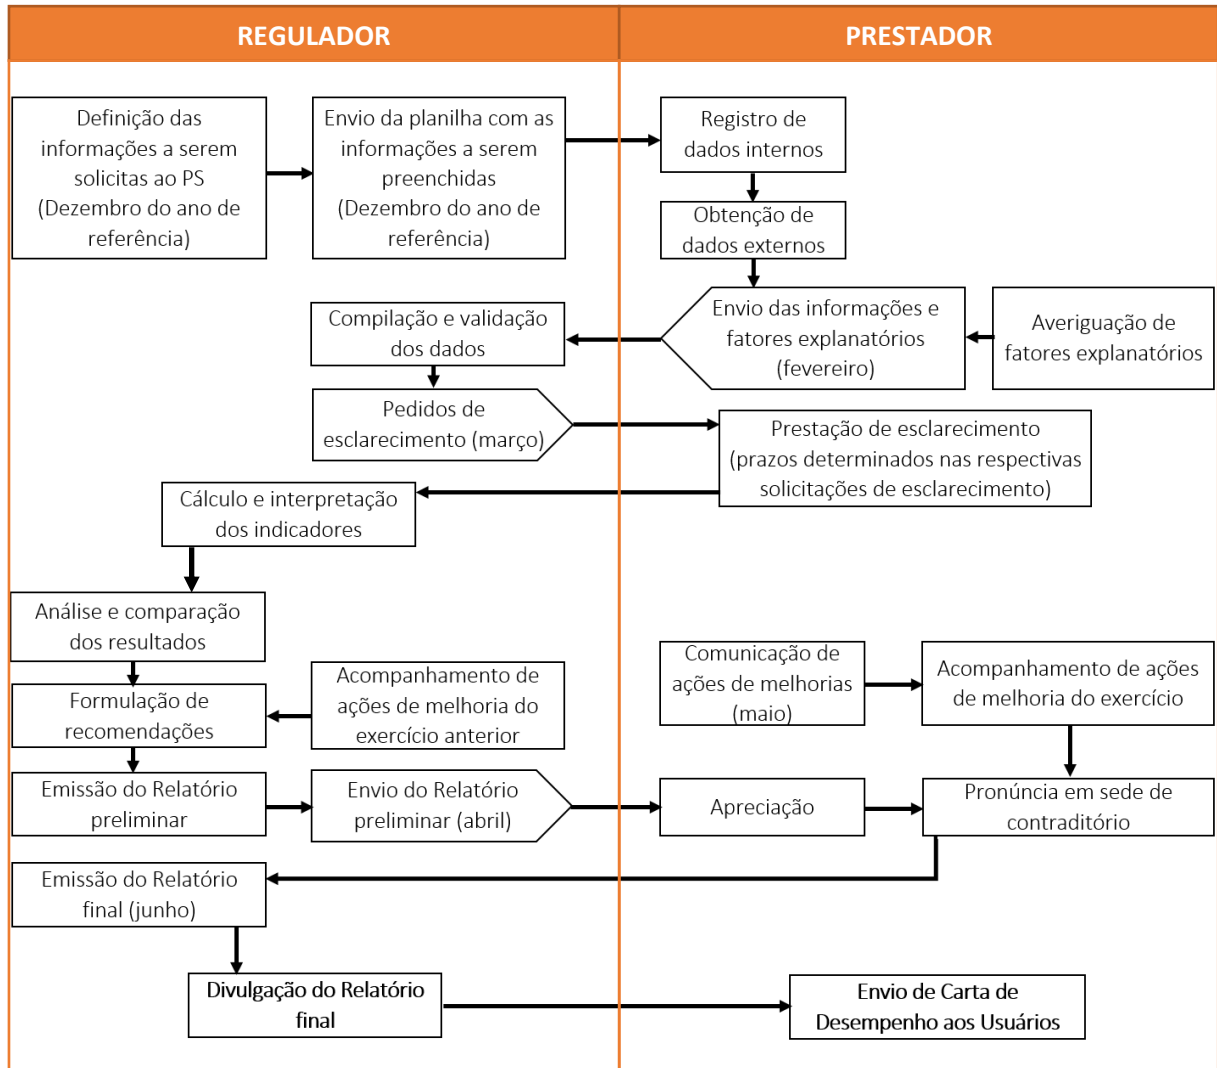 REGULADOR
PRESTADOR
Definição das
informações a serem
solicitas ao PS
(Dezembro do ano de
referência)
Envio da planilha com as
informações a serem
preenchidas
(Dezembro do ano de
referência)
Registro de
dados internos
Obtenção de
dados externos
Envio das informações e
fatores explanatórios
(fevereiro)
Averiguação de
fatores explanatórios
Compilação e validação
dos dados
Pedidos de
esclarecimento (março)
Prestação de esclarecimento
(prazos determinados nas respectivas
solicitações de esclarecimento)
Cálculo e interpretação
dos indicadores
Análise e comparação
dos resultados
Formulação de
recomendações
Acompanhamento de
ações de melhoria do
exercício anterior
Comunicação de
ações de melhorias
(maio)
Acompanhamento de ações
de melhoria do exercício
Emissão do Relatório
preliminar
Envio do Relatório
preliminar (abril)
Apreciação
Pronúncia em sede de
contraditório
Emissão do Relatório
final (junho)
Divulgação do Relatório
final
Envio de Carta de
Desempenho aos Usuários